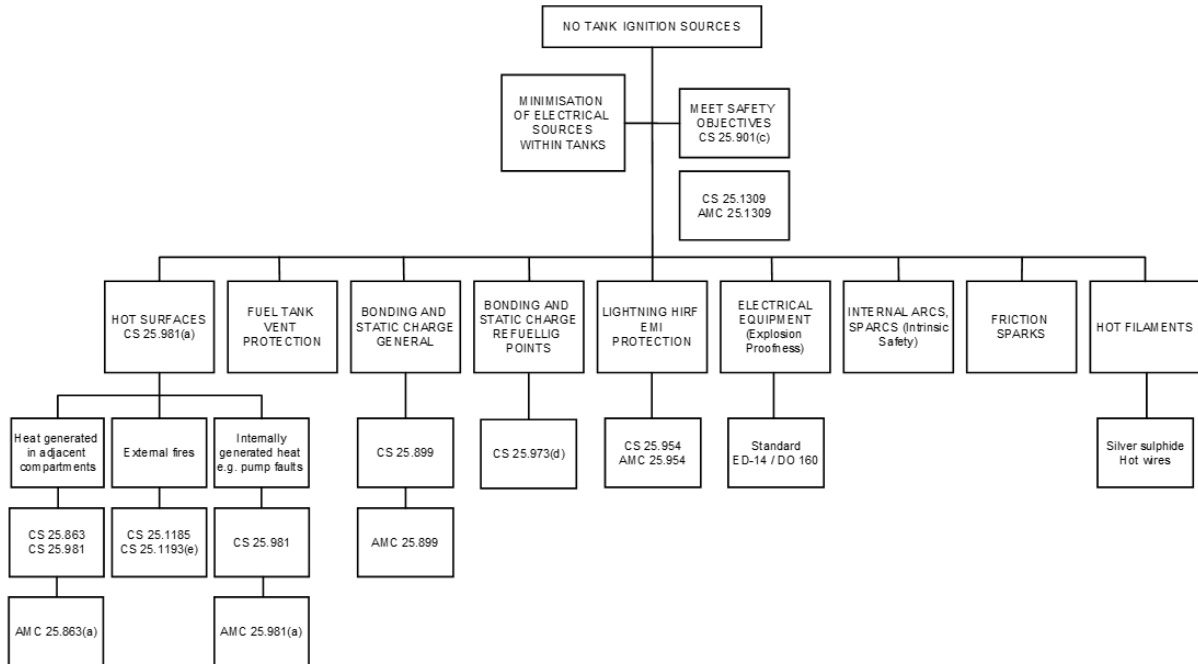 NO TANK IGNITION SOURCES
MINIMISATION
OF ELECTRICAL
SOURCES
WITHIN TANKS
MEET SAFETY
OBJECTIVES
CS 25.901(c)
CS 25.1309
AMC 25.1309
HOT SURFACES
CS 25.981(a)
FUEL TANK
VENT
PROTECTION
BONDING AND
STATIC CHARGE
GENERAL
BONDING AND
STATIC CHARGE
REFUELLIG
POINTS
LIGHTNING HIRF
EMI
PROTECTION
ELECTRICAL
EQUIPMENT
(Explosion
Proofness)
INTERNAL ARCS,
SPARCS (Intrinsic
Safety)
FRICTION
SPARKS
HOT FILAMENTS
Heat generated
in adjacent
compartments
External fires
Internally
generated heat
e.g. pump faults
CS 25.899
CS 25.973(d)
CS 25.954
AMC 25.954
Standard
ED-14 / DO 160
Silver sulphide
Hot wires
CS 25.863
CS 25.981
CS 25.1185
CS 25.1193(e)
CS 25.981
AMC 25.899
AMC 25.863(a)
AMC 25.981(a)